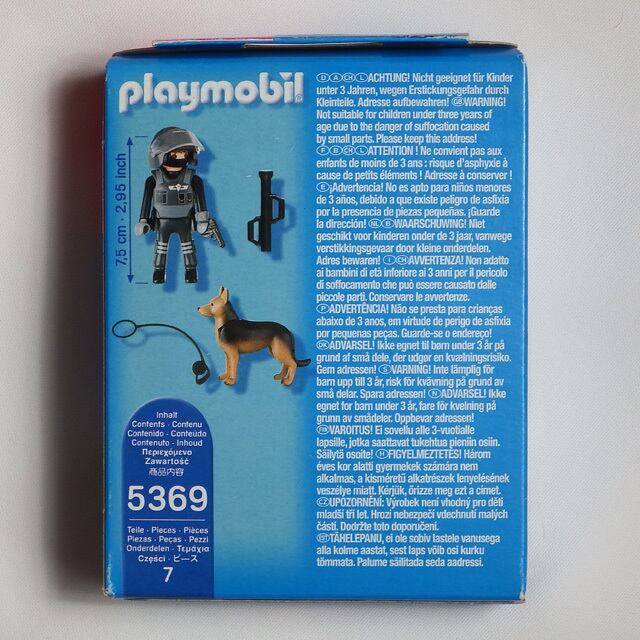 playmobil
7,5 cm · 2,95 inch
Inhalt
Contents · Contenu
Contenido · Conteúdo
Contenuto · Inhoud
Περιεχόμενο
Zawartość
商品内容
5369
Teile · Pieces · Pièces
Piezas · Peças · Pezzi
Onderdelen · Τεμάχια
Części · ピース
7
D A CH L ACHTUNG! Nicht geeignet für Kinder
unter 3 Jahren, wegen Erstickungsgefahr durch
Kleinteile. Adresse aufbewahren! GB WARNING!
Not suitable for children under three years of
age due to the danger of suffocation caused
by small parts. Please keep this address!
F B CH L ATTENTION ! Ne convient pas aux
enfants de moins de 3 ans : risque d'asphyxie à
cause de petits éléments ! Adresse à conserver !
E ¡Advertencia! No es apto para niños menores
de 3 años, debido a que existe peligro de asfixia
por la presencia de piezas pequeñas. ¡Guarde
la dirección! NL B WAARSCHUWING! Niet
geschikt voor kinderen onder de 3 jaar, vanwege
verstikkingsgevaar door kleine onderdelen.
Adres bewaren! I CH AVVERTENZA! Non adatto
ai bambini di età inferiore ai 3 anni per il pericolo
di soffocamento che può essere causato dalle
piccole parti. Conservare le avvertenze.
P ADVERTÊNCIA! Não se presta para crianças
abaixo de 3 anos, em virtude de perigo de asfixia
por pequenas peças. Guarde-se o endereço!
DK ADVARSEL! Ikke egnet til børn under 3 år på
grund af små dele, der udgør en kvælningsrisiko.
Gem adressen! S VARNING! Inte lämplig för
barn upp till 3 år, risk för kvävning på grund av
små delar. Spara adressen! N ADVARSEL! Ikke
egnet for barn under 3 år, fare for kvelning på
grunn av smådeler. Oppbevar adressen!
FIN VAROITUS! Ei sovellu alle 3-vuotialle
lapsille, jotka saattavat tukehtua pieniin osiin.
Säilytä osoite! H FIGYELMEZTETÉS! Három
éves kor alatti gyermekek számára nem
alkalmas, a kisméretű alkatrészek lenyelésének
veszélye miatt. Kérjük, őrizze meg ezt a címet.
CZ UPOZORNĚNÍ: Výrobek není vhodný pro děti
mladší tří let. Hrozí nebezpečí vdechnutí malých
částí. Dodržte toto doporučení.
EST TÄHELEPANU, ei ole sobiv lastele vanusega
alla kolme aastat, sest laps võib osi kurku
tõmmata. Palume säilitada seda aadressi.